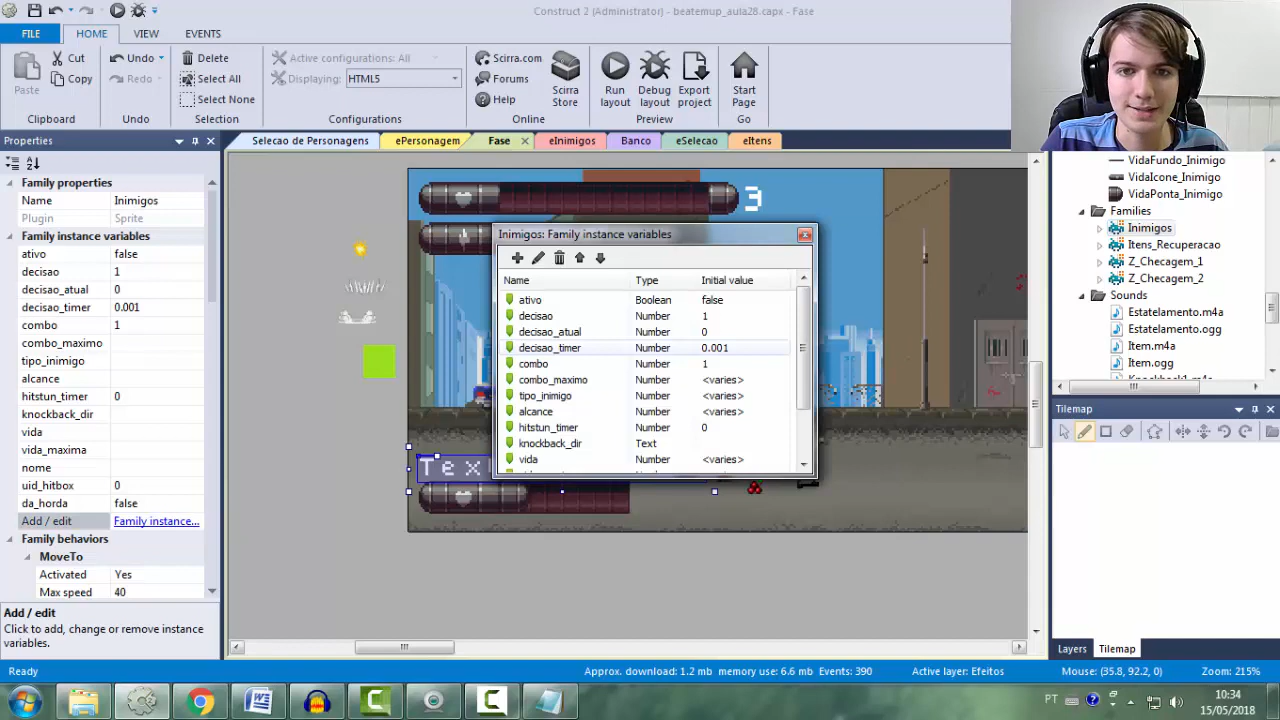 Construct 2 (Administrator) - beatemup_aula28.capx - Fase
FILE HOME VIEW EVENTS
Paste Cut Copy
Undo Redo
Delete Select All Select None
Active configurations: All
Displaying: HTML5
Scirra.com Forums Help
Scirra Store
Run layout
Debug layout
Export project
Start Page
Clipboard Undo Selection Configurations Online Preview Go
Properties
Selecao de Personagens ePersonagem Fase eInimigos Banco eSelecao eItens
Family properties
Name Inimigos
Plugin Sprite
Family instance variables
ativo false
decisao 1
decisao_atual 0
decisao_timer 0.001
combo 1
combo_maximo
tipo_inimigo
alcance
hitstun_timer 0
knockback_dir
vida
vida_maxima
nome
uid_hitbox 0
da_horda false
Add / edit Family instance...
Family behaviors
MoveTo
Activated Yes
Max speed 40
Add / edit
Click to add, change or remove instance variables.
3
Tex
Inimigos: Family instance variables
Name Type Initial value
ativo Boolean false
decisao Number 1
decisao_atual Number 0
decisao_timer Number 0.001
combo Number 1
combo_maximo Number <varies>
tipo_inimigo Number <varies>
alcance Number <varies>
hitstun_timer Number 0
knockback_dir Text
vida Number <varies>
VidaFundo_Inimigo
VidaIcone_Inimigo
VidaPonta_Inimigo
Families
Inimigos
Itens_Recuperacao
Z_Checagem_1
Z_Checagem_2
Sounds
Estatelamento.m4a
Estatelamento.ogg
Item.m4a
Item.ogg
Tilemap
Layers Tilemap
Ready Approx. download: 1.2 mb memory use: 6.6 mb Events: 390 Active layer: Efeitos Mouse: (35.8, 92.2, 0) Zoom: 215%
PT
10:34
15/05/2018